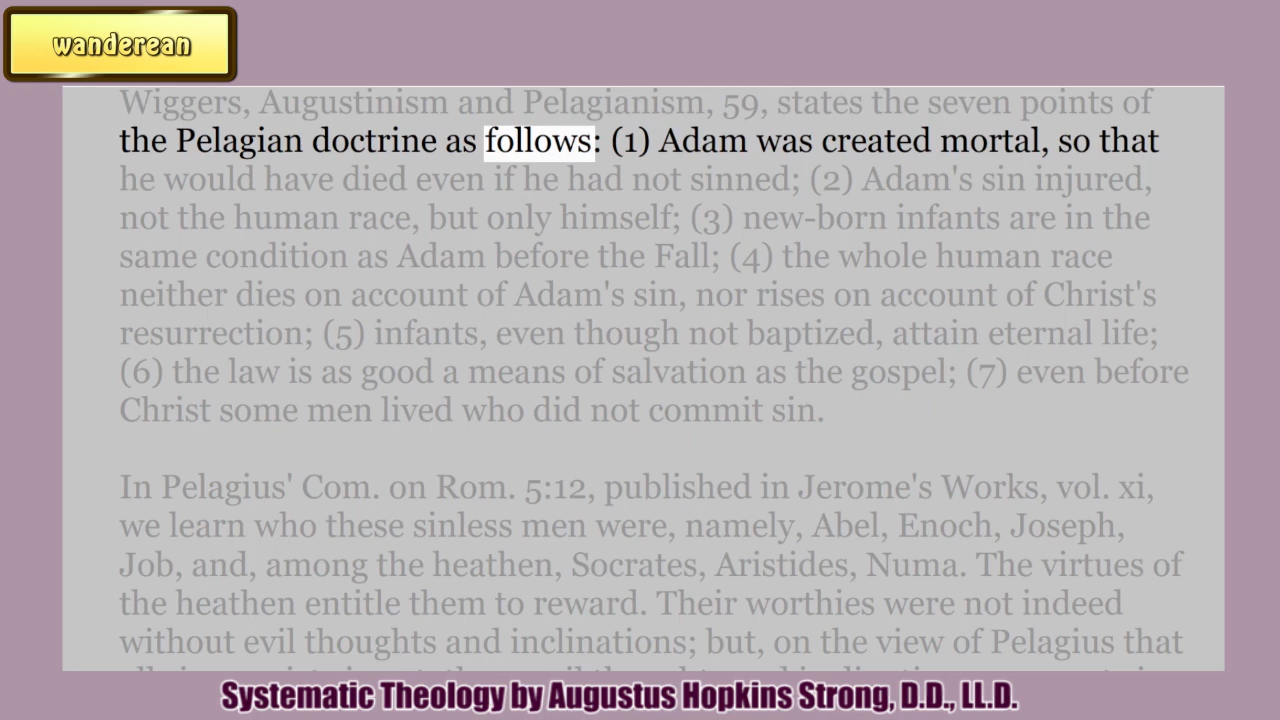 wanderean
Wiggers, Augustinism and Pelagianism, 59, states the seven points of
the Pelagian doctrine as follows: (1) Adam was created mortal, so that
he would have died even if he had not sinned; (2) Adam's sin injured,
not the human race, but only himself; (3) new-born infants are in the
same condition as Adam before the Fall; (4) the whole human race
neither dies on account of Adam's sin, nor rises on account of Christ's
resurrection; (5) infants, even though not baptized, attain eternal life;
(6) the law is as good a means of salvation as the gospel; (7) even before
Christ some men lived who did not commit sin.
In Pelagius' Com. on Rom. 5:12, published in Jerome's Works, vol. xi,
we learn who these sinless men were, namely, Abel, Enoch, Joseph,
Job, and, among the heathen, Socrates, Aristides, Numa. The virtues of
the heathen entitle them to reward. Their worthies were not indeed
without evil thoughts and inclinations; but, on the view of Pelagius that
Systematic Theology by Augustus Hopkins Strong, D.D., LL.D.